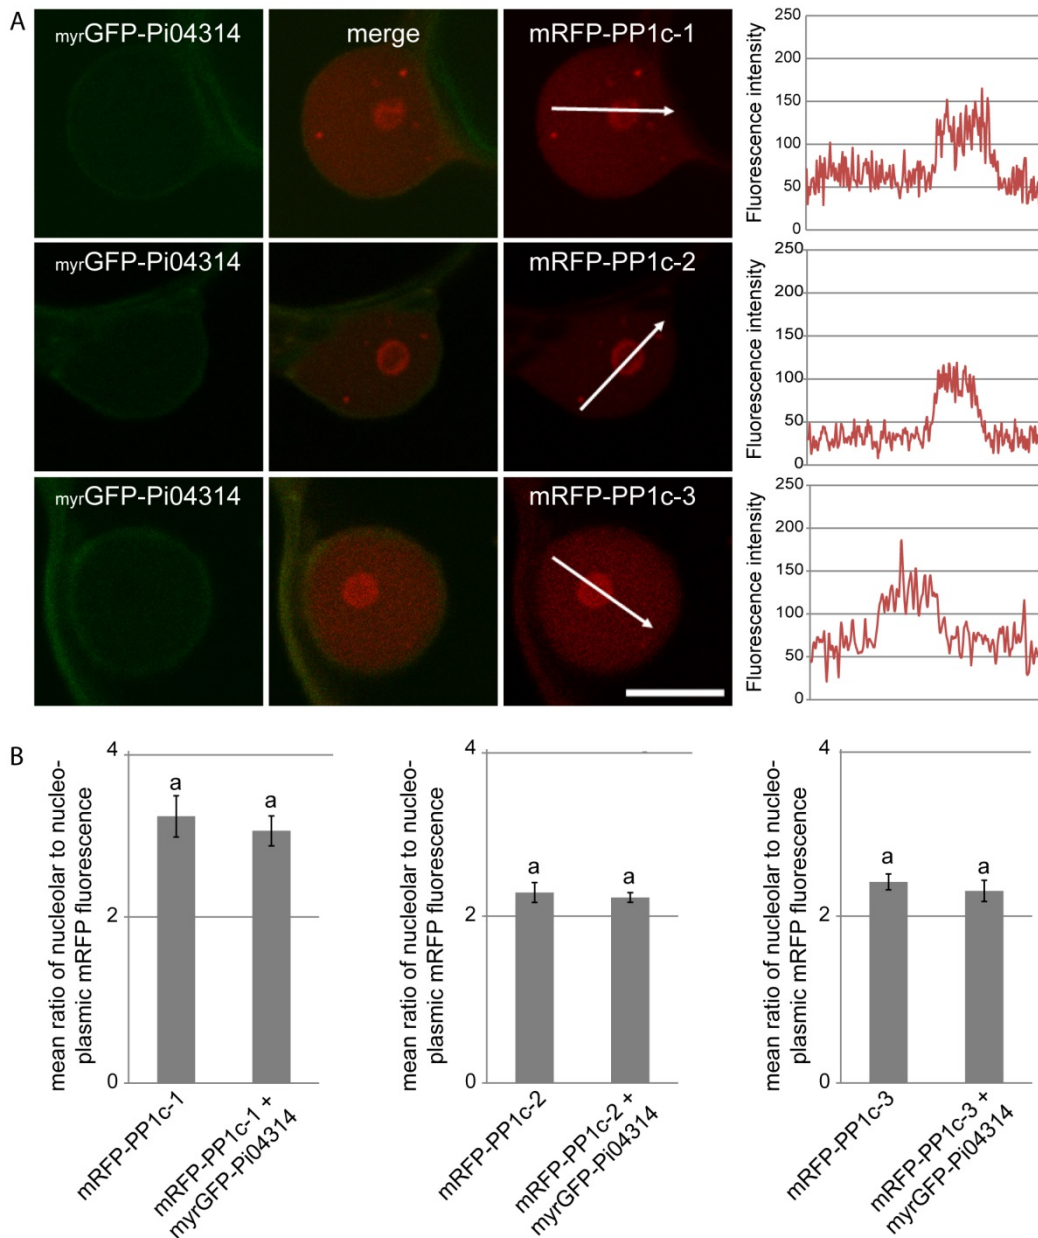 A
myrGFP-Pi04314
merge
mRFP-PP1c-1
Fluorescence intensity
250
200
150
100
50
0
myrGFP-Pi04314
mRFP-PP1c-2
Fluorescence intensity
250
200
150
100
50
0
myrGFP-Pi04314
mRFP-PP1c-3
Fluorescence intensity
250
200
150
100
50
0
B
mean ratio of nucleolar to nucleo-
plasmic mRFP fluorescence
4
2
0
a
a
mRFP-PP1c-1
mRFP-PP1c-1 +
myrGFP-Pi04314
mean ratio of nucleolar to nucleo-
plasmic mRFP fluorescence
4
2
0
a
a
mRFP-PP1c-2
mRFP-PP1c-2 +
myrGFP-Pi04314
mean ratio of nucleolar to nucleo-
plasmic mRFP fluorescence
4
2
0
a
a
mRFP-PP1c-3
mRFP-PP1c-3 +
myrGFP-Pi04314